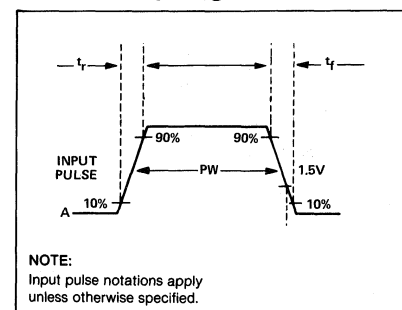 tr
tf
90%
90%
INPUT
PULSE
PW
1.5V
10%
10%
A
NOTE:
Input pulse notations apply
unless otherwise specified.